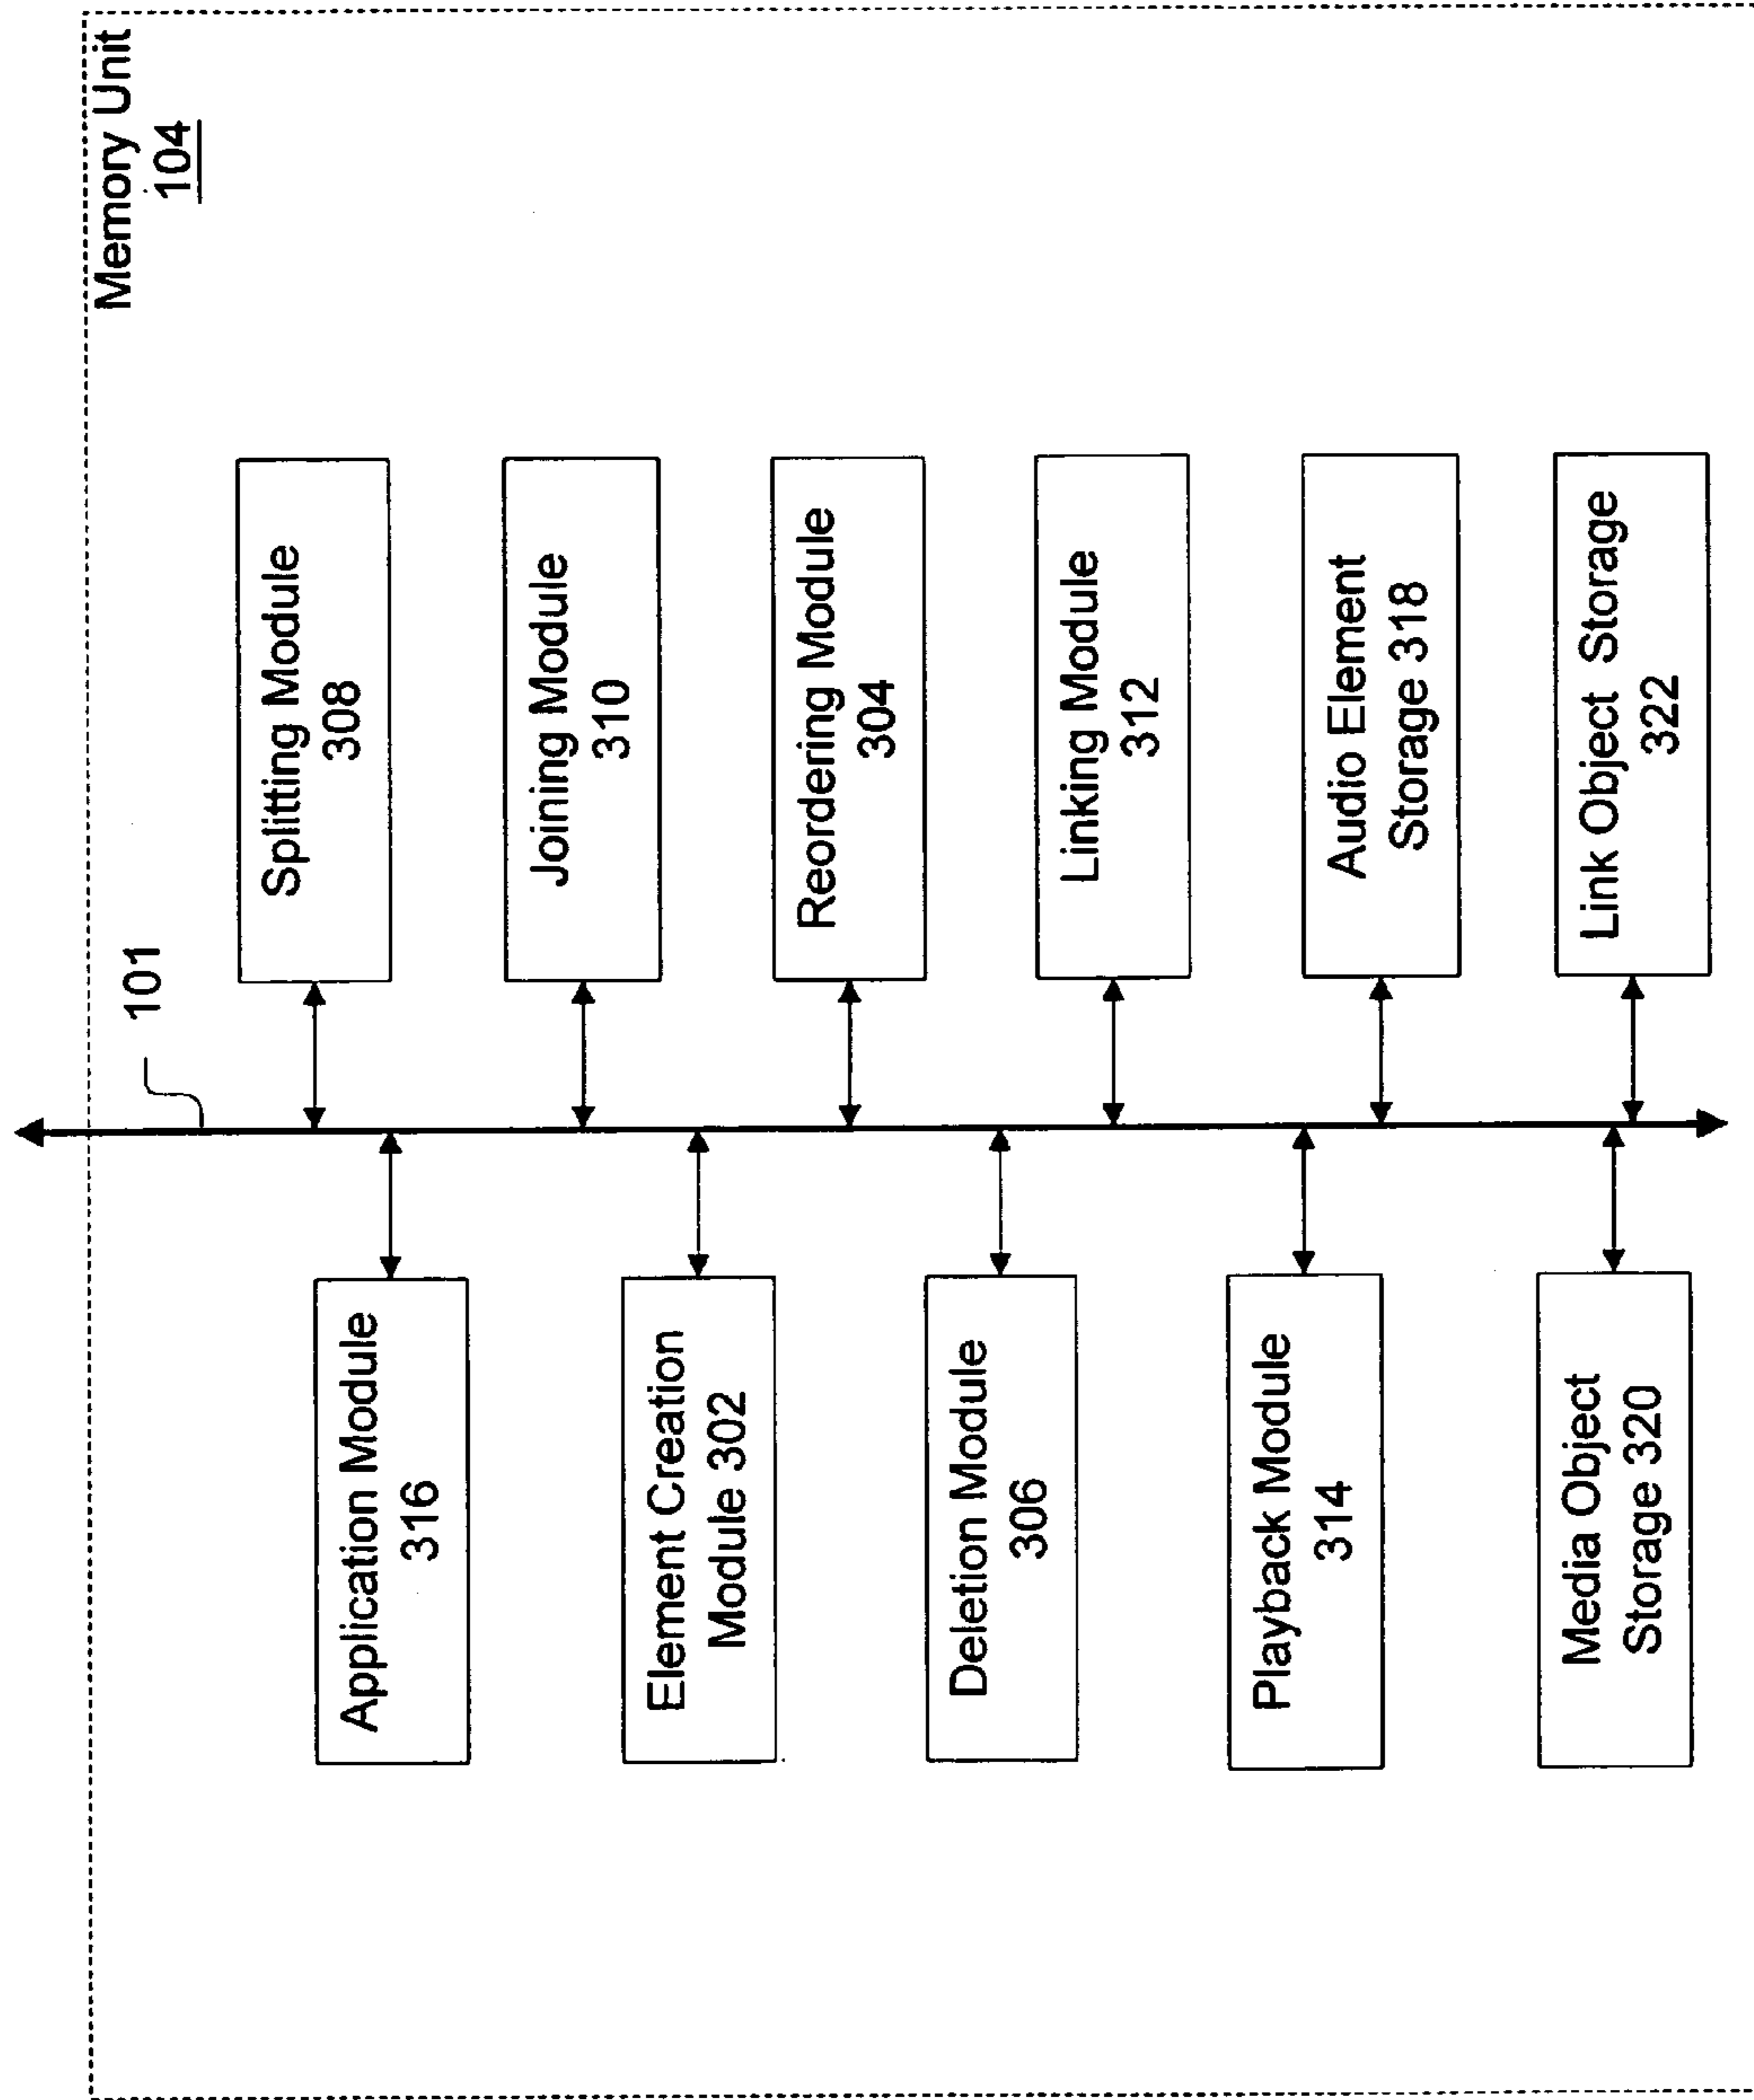 Memory Unit
104
101
Splitting Module
308
Joining Module
310
Reordering Module
304
Linking Module
312
Audio Element
Storage 318
Link Object Storage
322
Application Module
316
Element Creation
Module 302
Deletion Module
306
Playback Module
314
Media Object
Storage 320